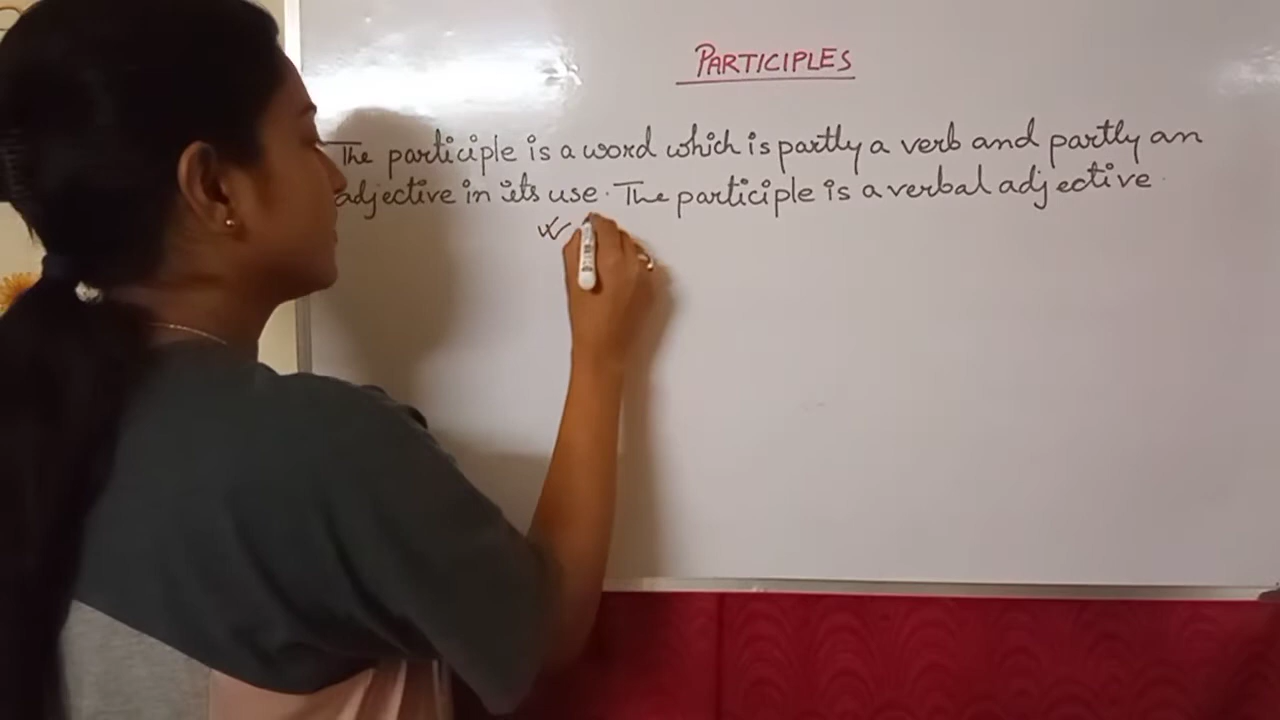 PARTICIPLES
The participle is a word which is partly a verb and partly an
adjective in its use. The participle is a verbal adjective.